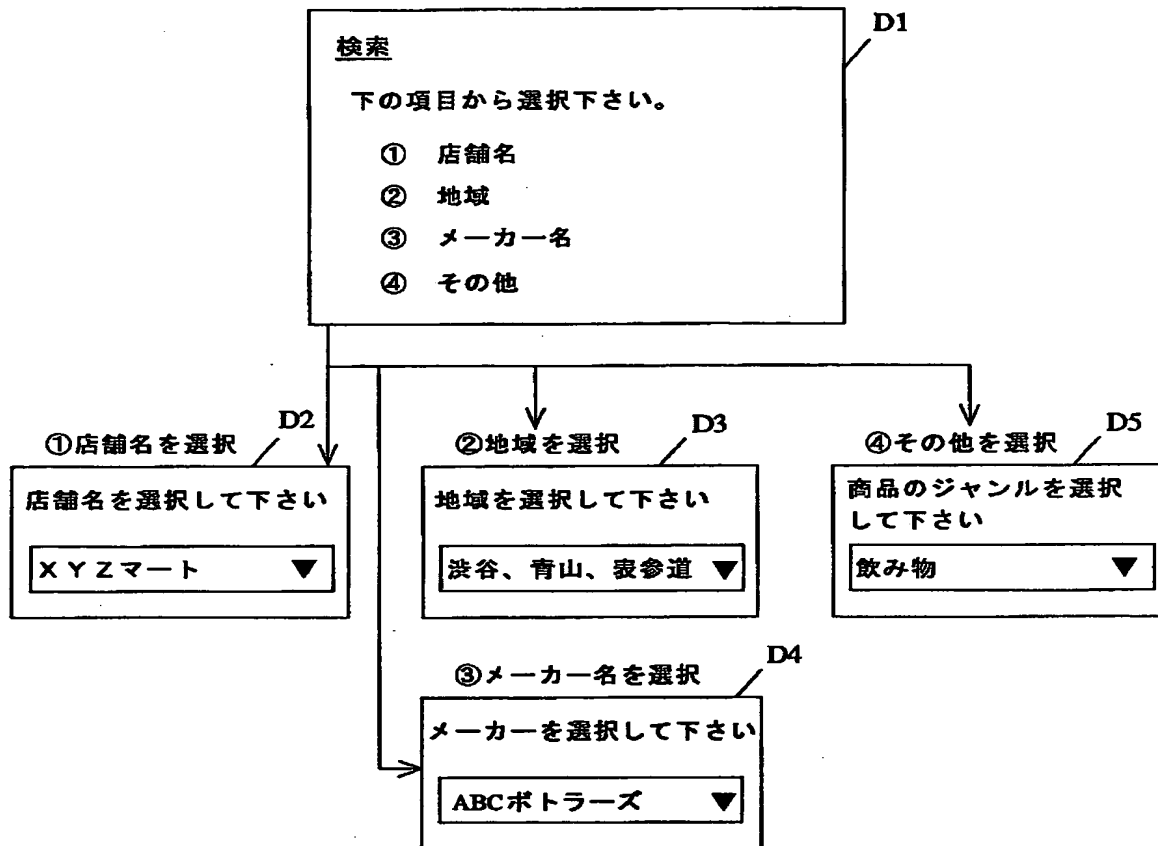 D1
検索
下の項目から選択下さい。
① 店舗名
② 地域
③ メーカー名
④ その他
D2
①店舗名を選択
店舗名を選択して下さい
XYZマート ▼
D3
②地域を選択
地域を選択して下さい
渋谷、青山、表参道 ▼
D5
④その他を選択
商品のジャンルを選択
して下さい
飲み物 ▼
D4
③メーカー名を選択
メーカーを選択して下さい
ABCボトラーズ ▼